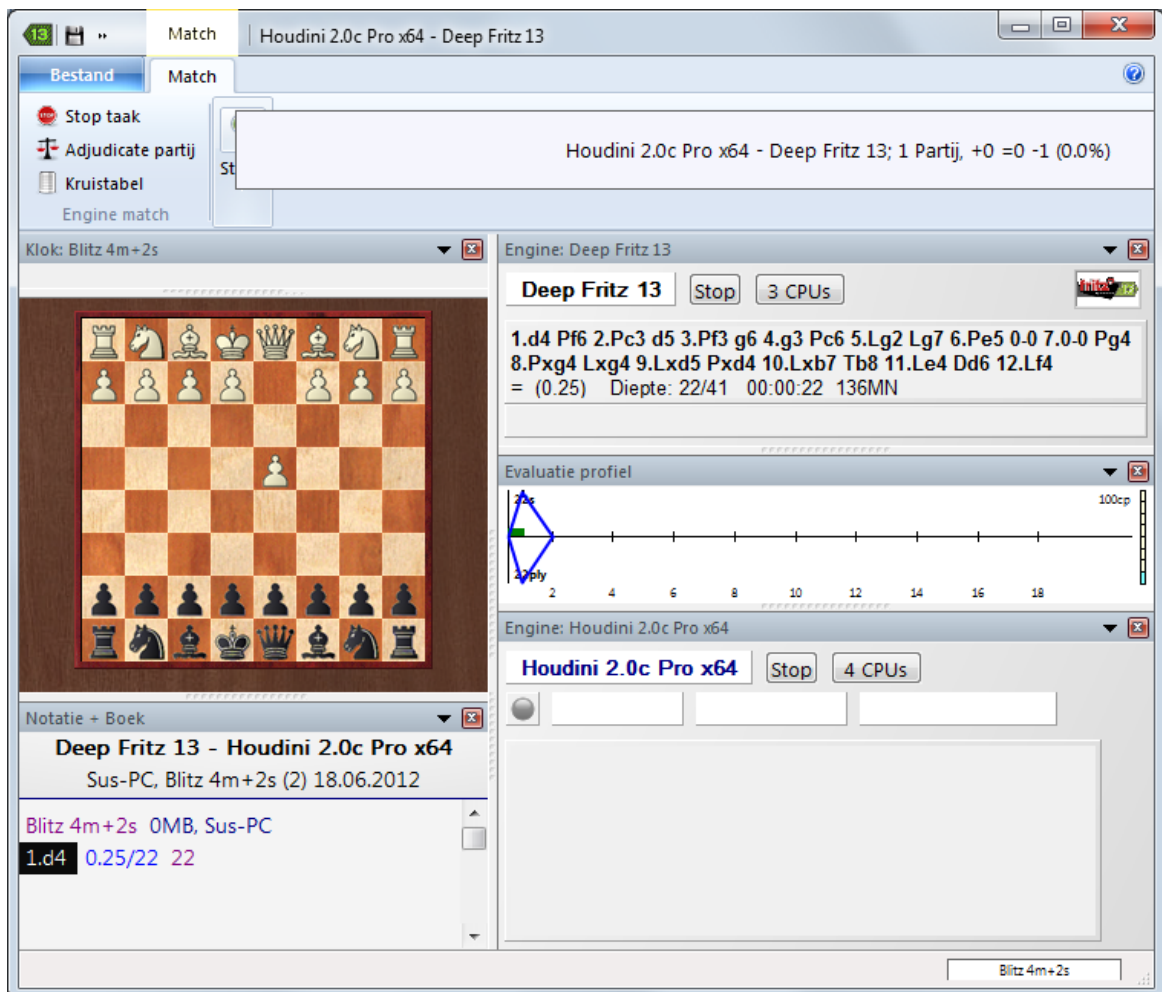 13 Match Houdini 2.0c Pro x64 - Deep Fritz 13
Bestand Match
Stop taak
Adjudicate partij
Kruistabel
St
Engine match
Houdini 2.0c Pro x64 - Deep Fritz 13; 1 Partij, +0 =0 -1 (0.0%)
Klok: Blitz 4m+2s
Engine: Deep Fritz 13
Deep Fritz 13 Stop 3 CPUs
1.d4 Pf6 2.Pc3 d5 3.Pf3 g6 4.g3 Pc6 5.Lg2 Lg7 6.Pe5 0-0 7.0-0 Pg4
8.Pxg4 Lxg4 9.Lxd5 Pxd4 10.Lxb7 Tb8 11.Le4 Dd6 12.Lf4
= (0.25) Diepte: 22/41 00:00:22 136MN
Evaluatie profiel
22s
100cp
22ply
2 4 6 8 10 12 14 16 18
Engine: Houdini 2.0c Pro x64
Houdini 2.0c Pro x64 Stop 4 CPUs
Notatie + Boek
Deep Fritz 13 - Houdini 2.0c Pro x64
Sus-PC, Blitz 4m+2s (2) 18.06.2012
Blitz 4m+2s 0MB, Sus-PC
1.d4 0.25/22 22
Blitz 4m+2s